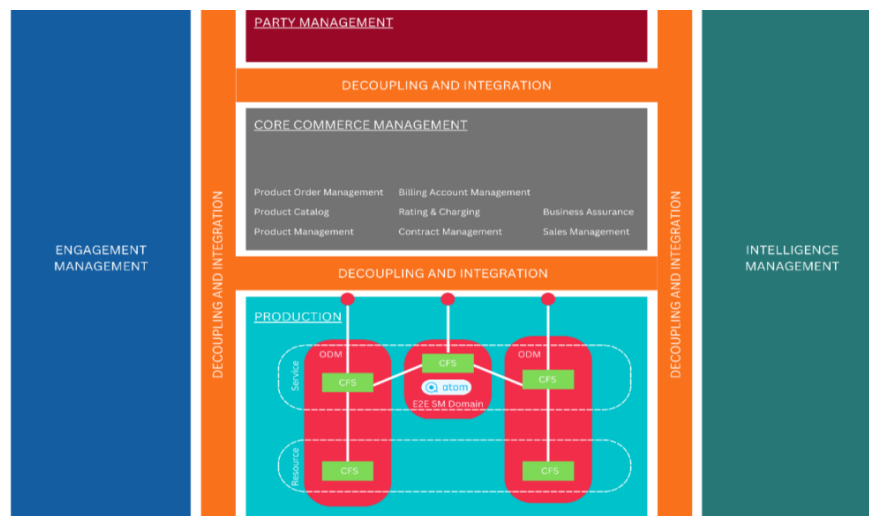 PARTY MANAGEMENT
DECOUPLING AND INTEGRATION
CORE COMMERCE MANAGEMENT
Product Order Management
Billing Account Management
Product Catalog
Rating & Charging
Business Assurance
Product Management
Contract Management
Sales Management
ENGAGEMENT
MANAGEMENT
DECOUPLING AND INTEGRATION
DECOUPLING AND INTEGRATION
INTELLIGENCE
MANAGEMENT
DECOUPLING AND INTEGRATION
PRODUCTION
ODM
ODM
Service
CFS
CFS
CFS
atom
E2E SM Domain
Resource
CFS
CFS